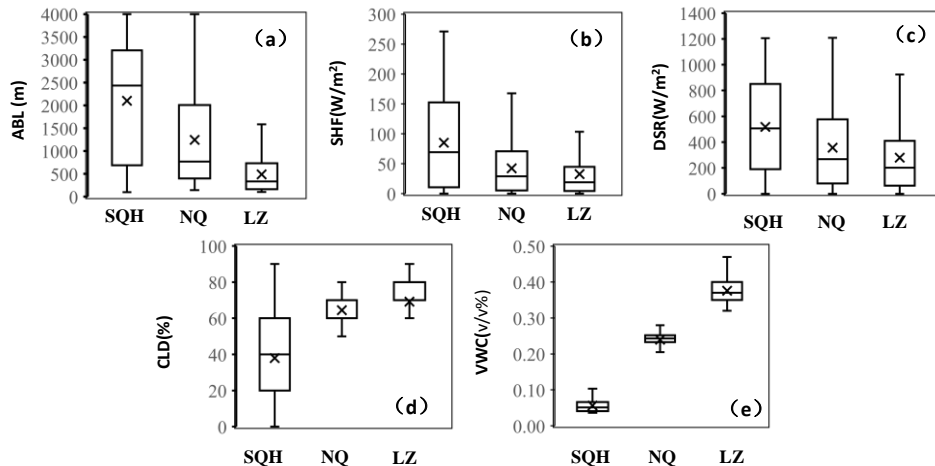 4000
3500
3000
2500
2000
1500
1000
500
0
ABL (m)
(a)
SQH NQ LZ
300
250
200
150
100
50
0
SHF(W/m²)
(b)
SQH NQ LZ
1400
1200
1000
800
600
400
200
0
DSR(W/m²)
(c)
SQH NQ LZ
100
80
60
40
20
0
CLD(%)
(d)
SQH NQ LZ
0.50
0.40
0.30
0.20
0.10
0.00
VWC(v/v%)
(e)
SQH NQ LZ